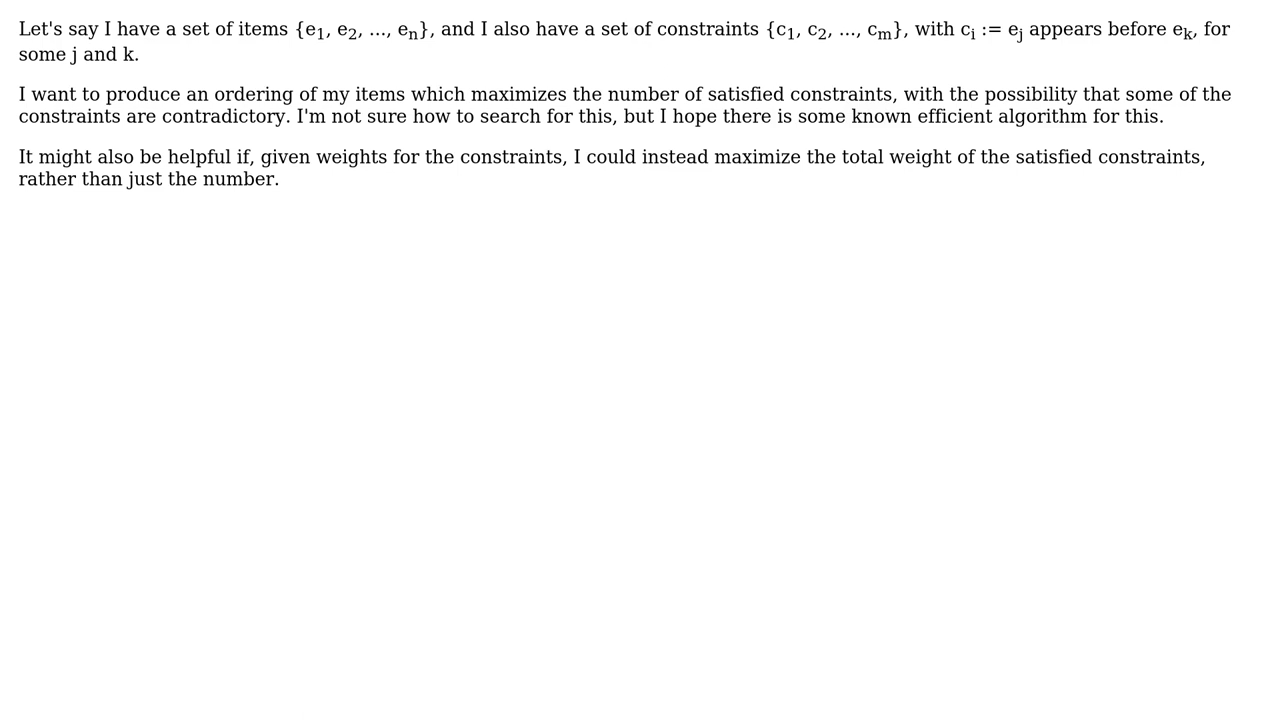 Let's say I have a set of items {e₁, e₂, ..., eₙ}, and I also have a set of constraints {c₁, c₂, ..., cₘ}, with cᵢ := eⱼ appears before eₖ, for
some j and k.
I want to produce an ordering of my items which maximizes the number of satisfied constraints, with the possibility that some of the
constraints are contradictory. I'm not sure how to search for this, but I hope there is some known efficient algorithm for this.
It might also be helpful if, given weights for the constraints, I could instead maximize the total weight of the satisfied constraints,
rather than just the number.